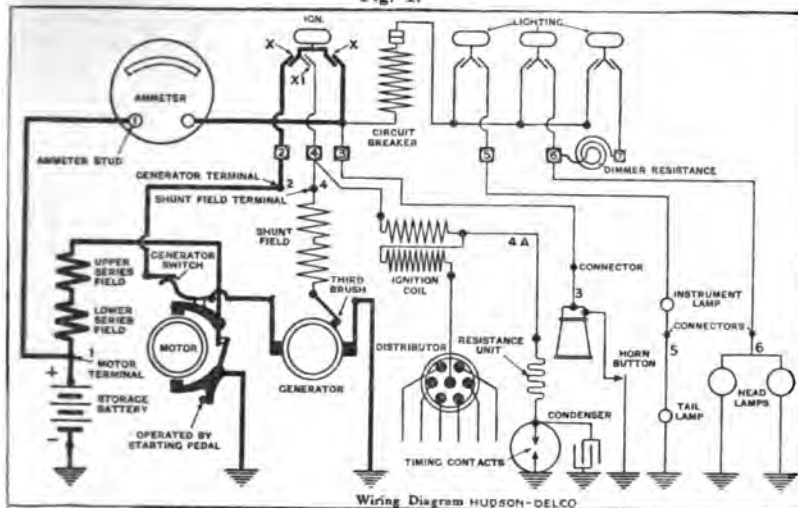 IGN.
LIGHTING
X
X
X1
AMMETER
AMMETER STUD
CIRCUIT
BREAKER
2
4
3
5
6
7
DIMMER RESISTANCE
GENERATOR TERMINAL
2
SHUNT FIELD TERMINAL
4
SHUNT
FIELD
4 A
GENERATOR
SWITCH
UPPER
SERIES
FIELD
THIRD
BRUSH
IGNITION
COIL
CONNECTOR
3
INSTRUMENT
LAMP
LOWER
SERIES
FIELD
MOTOR
GENERATOR
DISTRIBUTOR
RESISTANCE
UNIT
HORN
BUTTON
CONNECTORS
5
6
1
MOTOR
TERMINAL
+
STORAGE
BATTERY
-
OPERATED BY
STARTING PEDAL
CONDENSER
TIMING CONTACTS
TAIL
LAMP
HEAD
LAMPS
Wiring Diagram HUDSON-DELCO